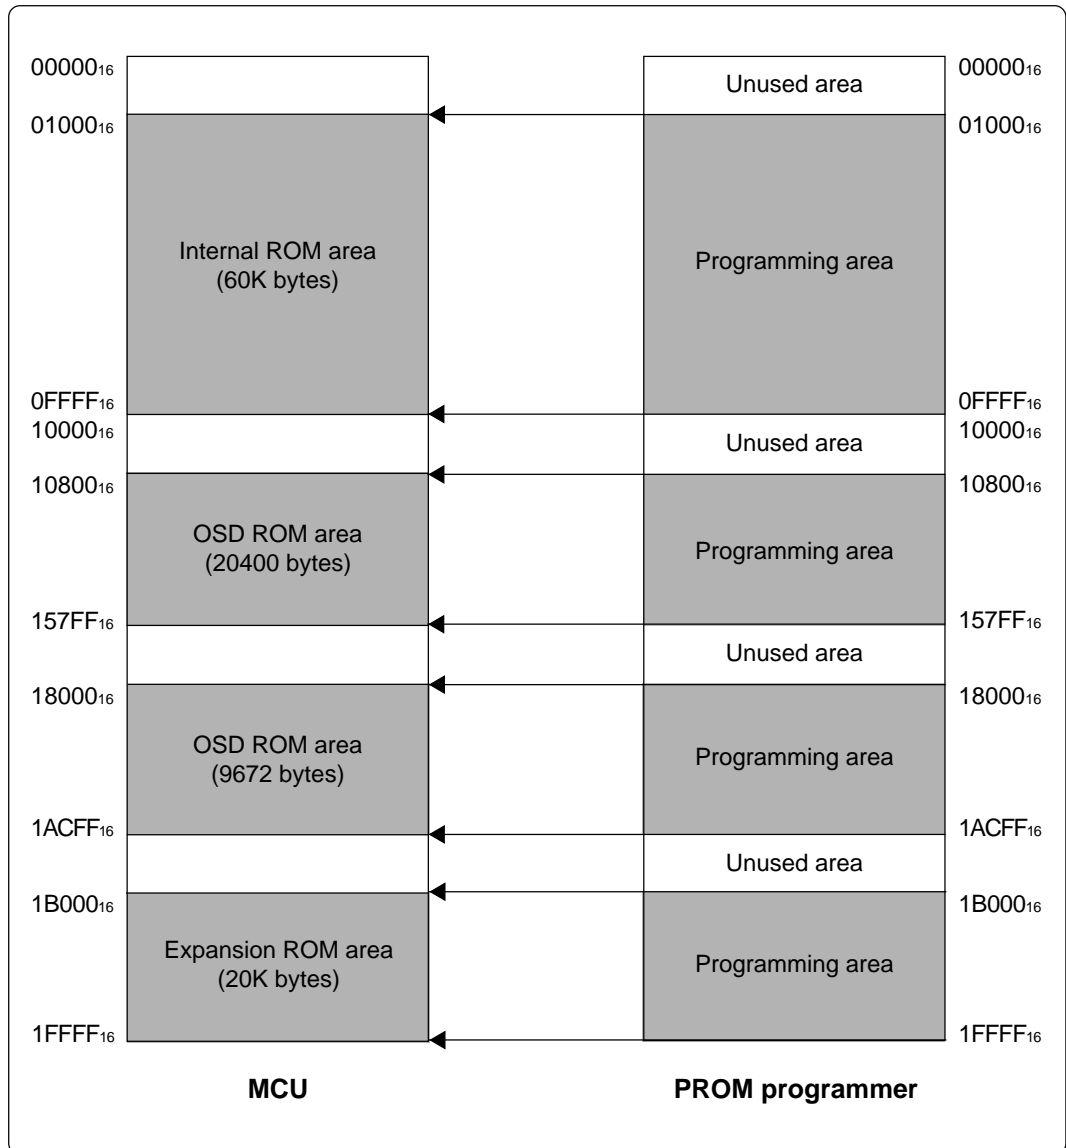 00000₁₆
01000₁₆
Internal ROM area
(60K bytes)
0FFFF₁₆
10000₁₆
10800₁₆
OSD ROM area
(20400 bytes)
157FF₁₆
18000₁₆
OSD ROM area
(9672 bytes)
1ACFF₁₆
1B000₁₆
Expansion ROM area
(20K bytes)
1FFFF₁₆
MCU
Unused area
00000₁₆
01000₁₆
Programming area
0FFFF₁₆
Unused area
10000₁₆
10800₁₆
Programming area
157FF₁₆
Unused area
18000₁₆
Programming area
1ACFF₁₆
Unused area
1B000₁₆
Programming area
1FFFF₁₆
PROM programmer